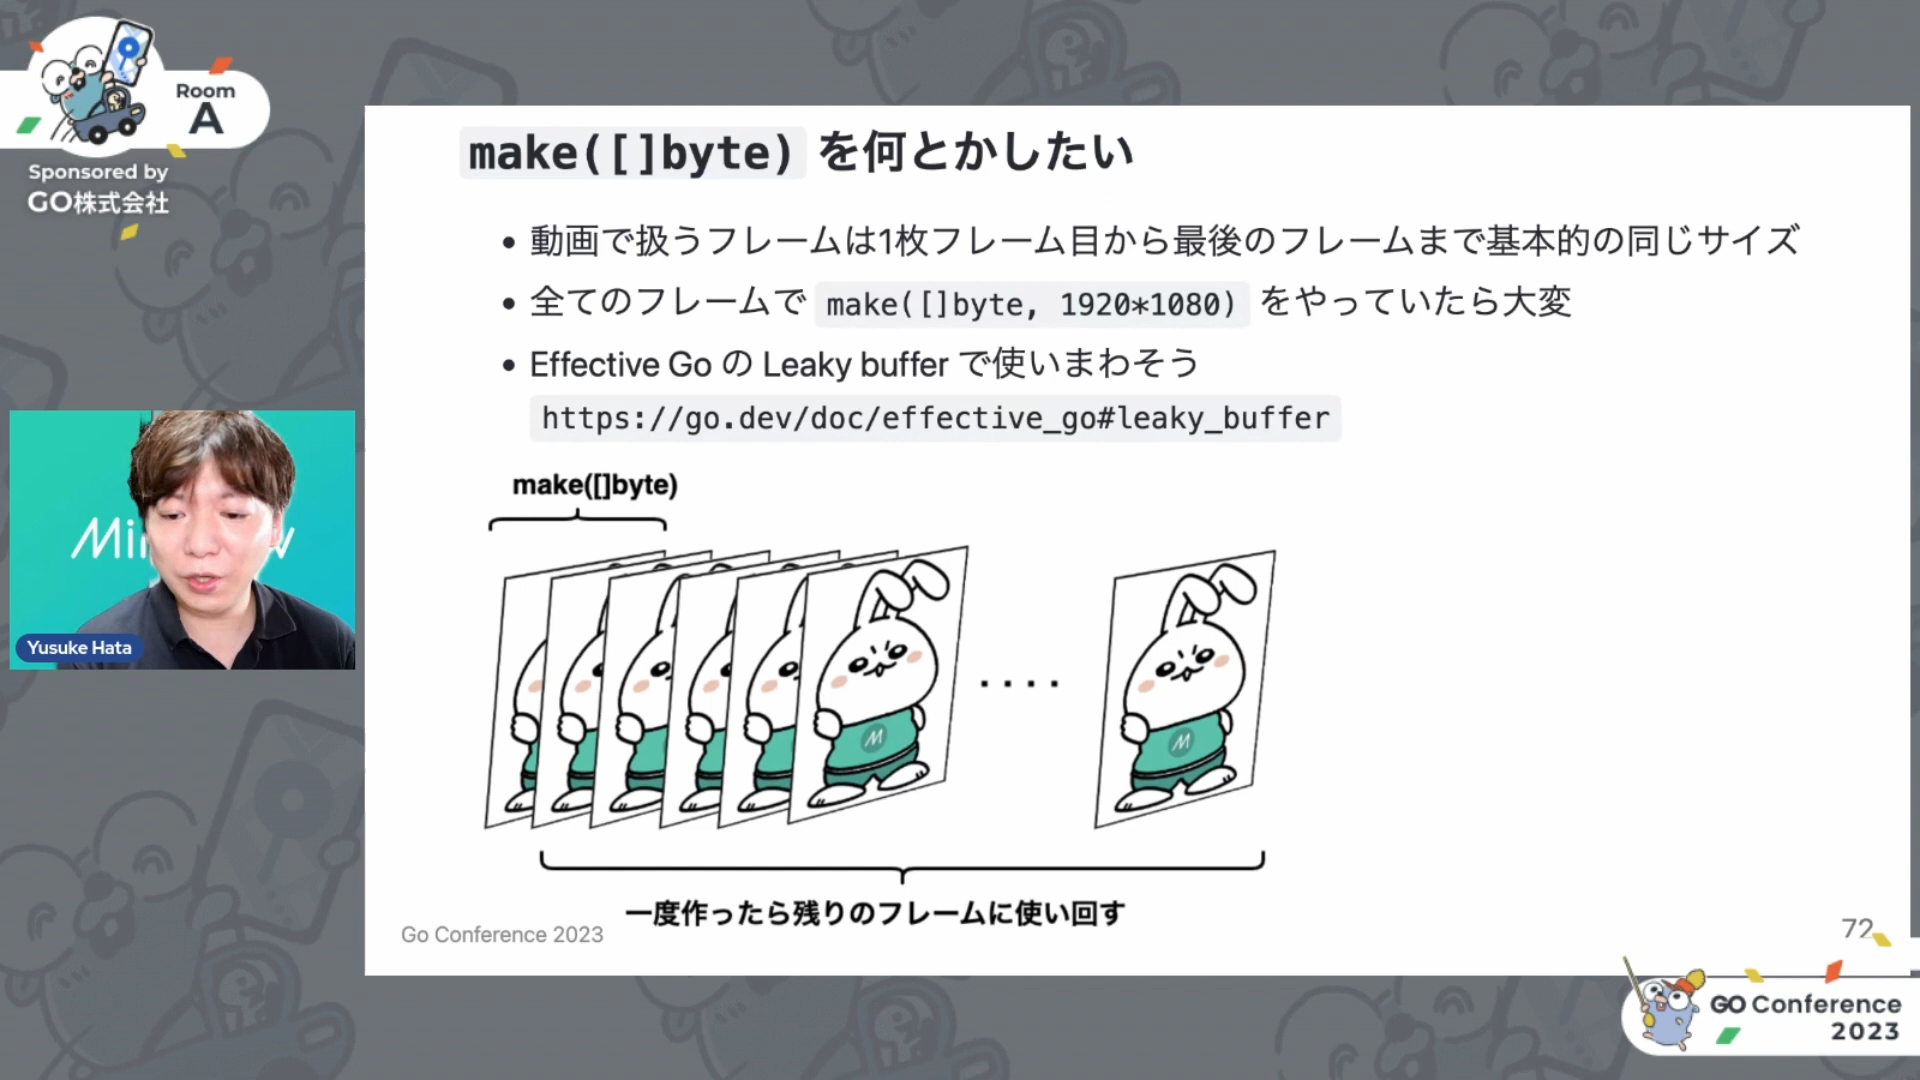 Room
A
Sponsored by
GO株式会社
make([]byte) を何とかしたい
• 動画で扱うフレームは1枚フレーム目から最後のフレームまで基本的の同じサイズ
• 全てのフレームで make([]byte, 1920*1080) をやっていたら大変
• Effective Go の Leaky buffer で使いまわそう
https://go.dev/doc/effective_go#leaky_buffer
make([]byte)
....
M
M
一度作ったら残りのフレームに使い回す
Go Conference 2023
72
Yusuke Hata
GO Conference
2023